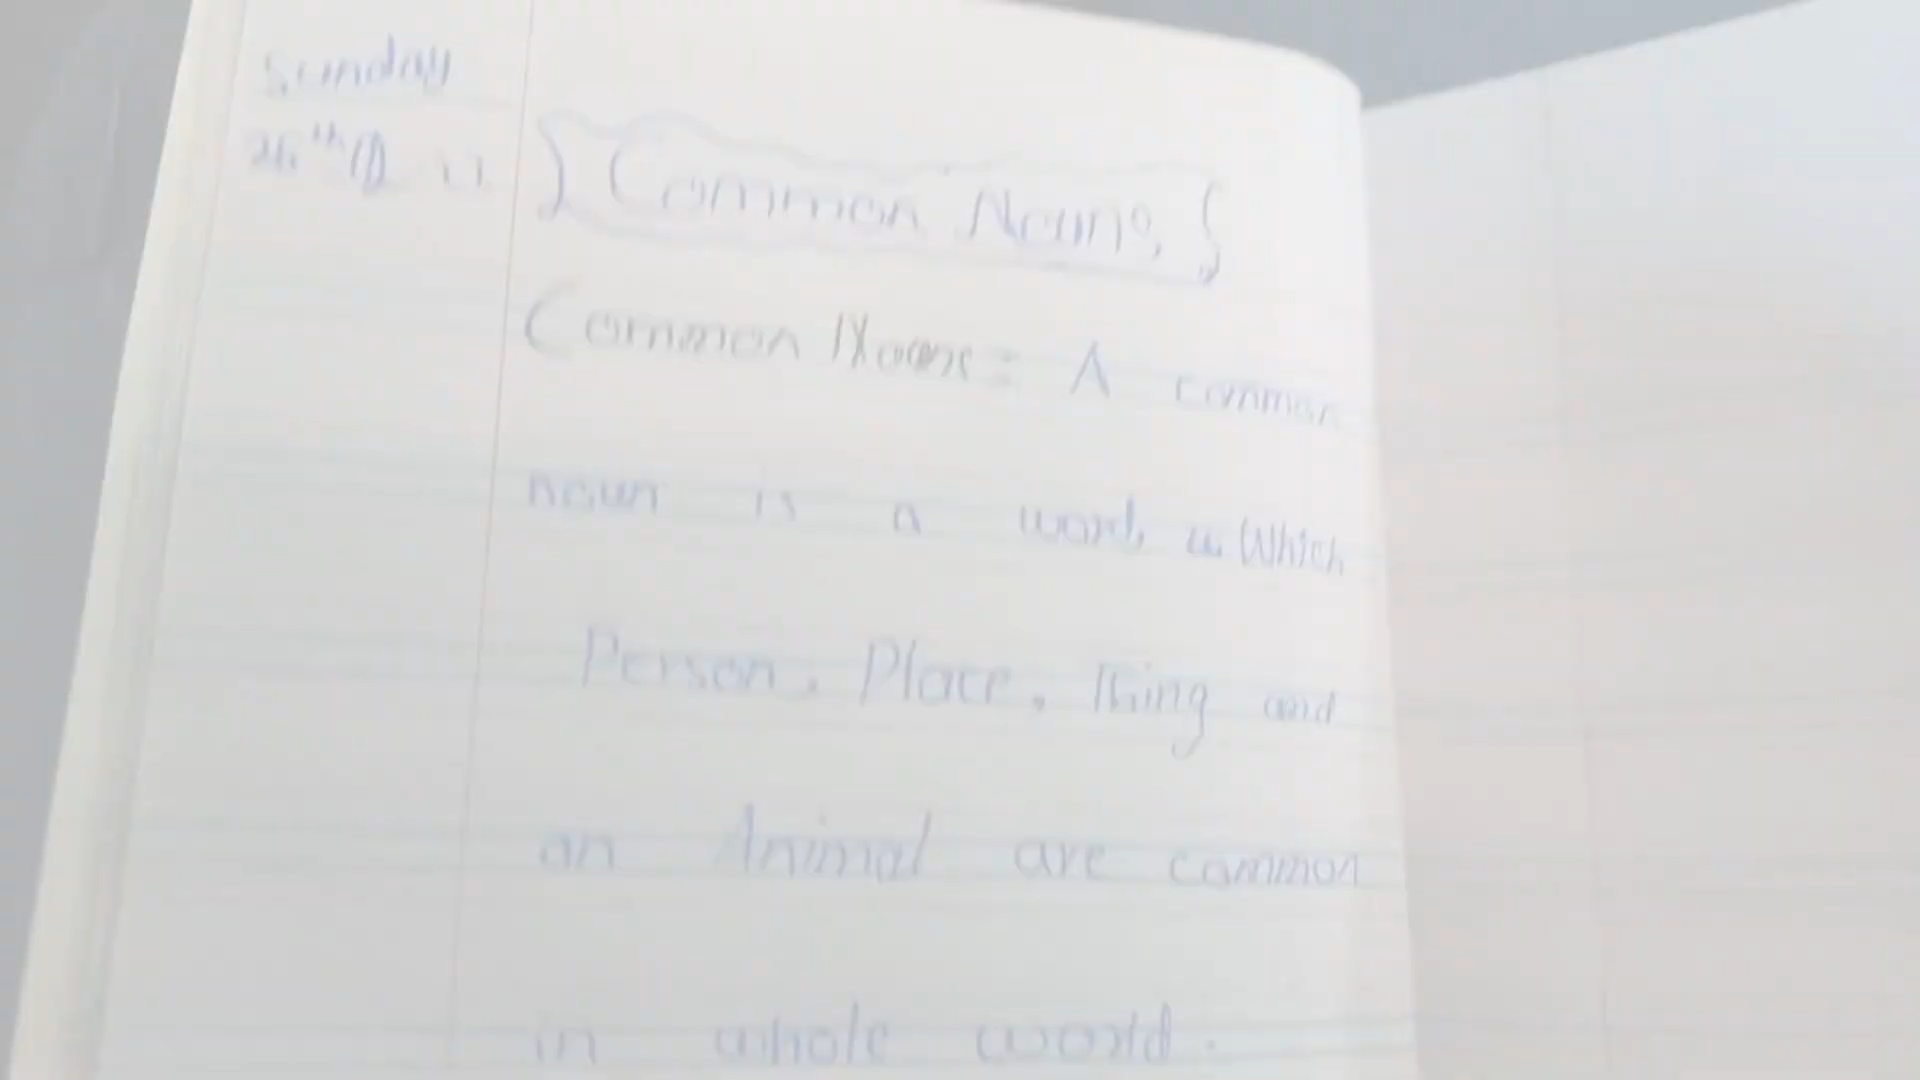 Sunday
Common Nouns
Common Nouns = A common
noun is a word in Which
Person, Place, Thing and
an Animal are common
in whole world.